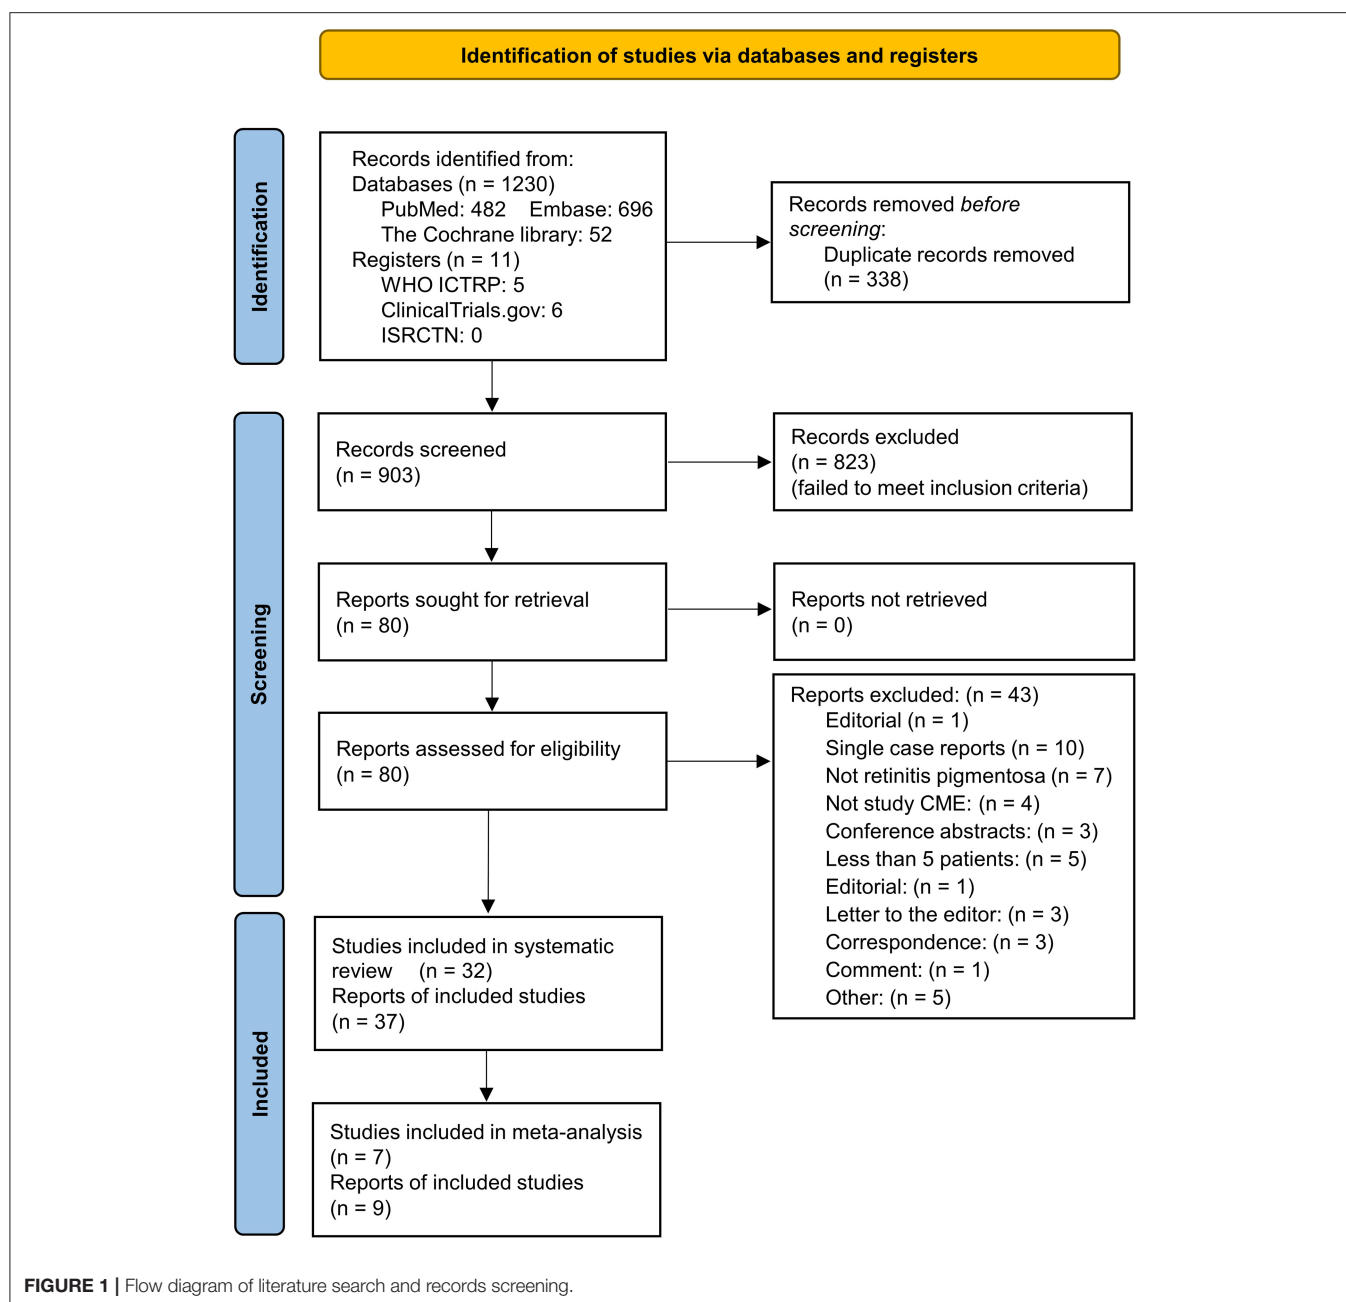 Identification of studies via databases and registers
Identification
Records identified from:
Databases (n = 1230)
PubMed: 482 Embase: 696
The Cochrane library: 52
Registers (n = 11)
WHO ICTRP: 5
ClinicalTrials.gov: 6
ISRCTN: 0
Records removed before
screening:
Duplicate records removed
(n = 338)
Screening
Records screened
(n = 903)
Records excluded
(n = 823)
(failed to meet inclusion criteria)
Reports sought for retrieval
(n = 80)
Reports not retrieved
(n = 0)
Reports assessed for eligibility
(n = 80)
Reports excluded: (n = 43)
Editorial (n = 1)
Single case reports (n = 10)
Not retinitis pigmentosa (n = 7)
Not study CME: (n = 4)
Conference abstracts: (n = 3)
Less than 5 patients: (n = 5)
Editorial: (n = 1)
Letter to the editor: (n = 3)
Correspondence: (n = 3)
Comment: (n = 1)
Other: (n = 5)
Included
Studies included in systematic
review (n = 32)
Reports of included studies
(n = 37)
Studies included in meta-analysis
(n = 7)
Reports of included studies
(n = 9)
FIGURE 1 | Flow diagram of literature search and records screening.